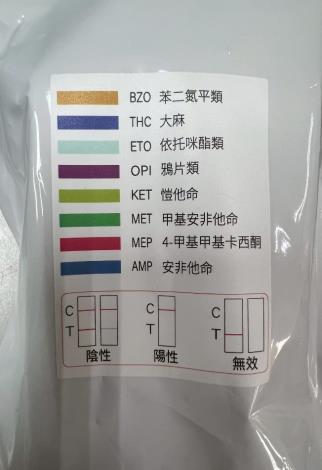 BZO 苯二氮平類
THC 大麻
ETO 依托咪酯類
OPI 鴉片類
KET 愷他命
MET 甲基安非他命
MEP 4-甲基甲基卡西酮
AMP 安非他命
C C C
T T T
陰性 陽性 無效